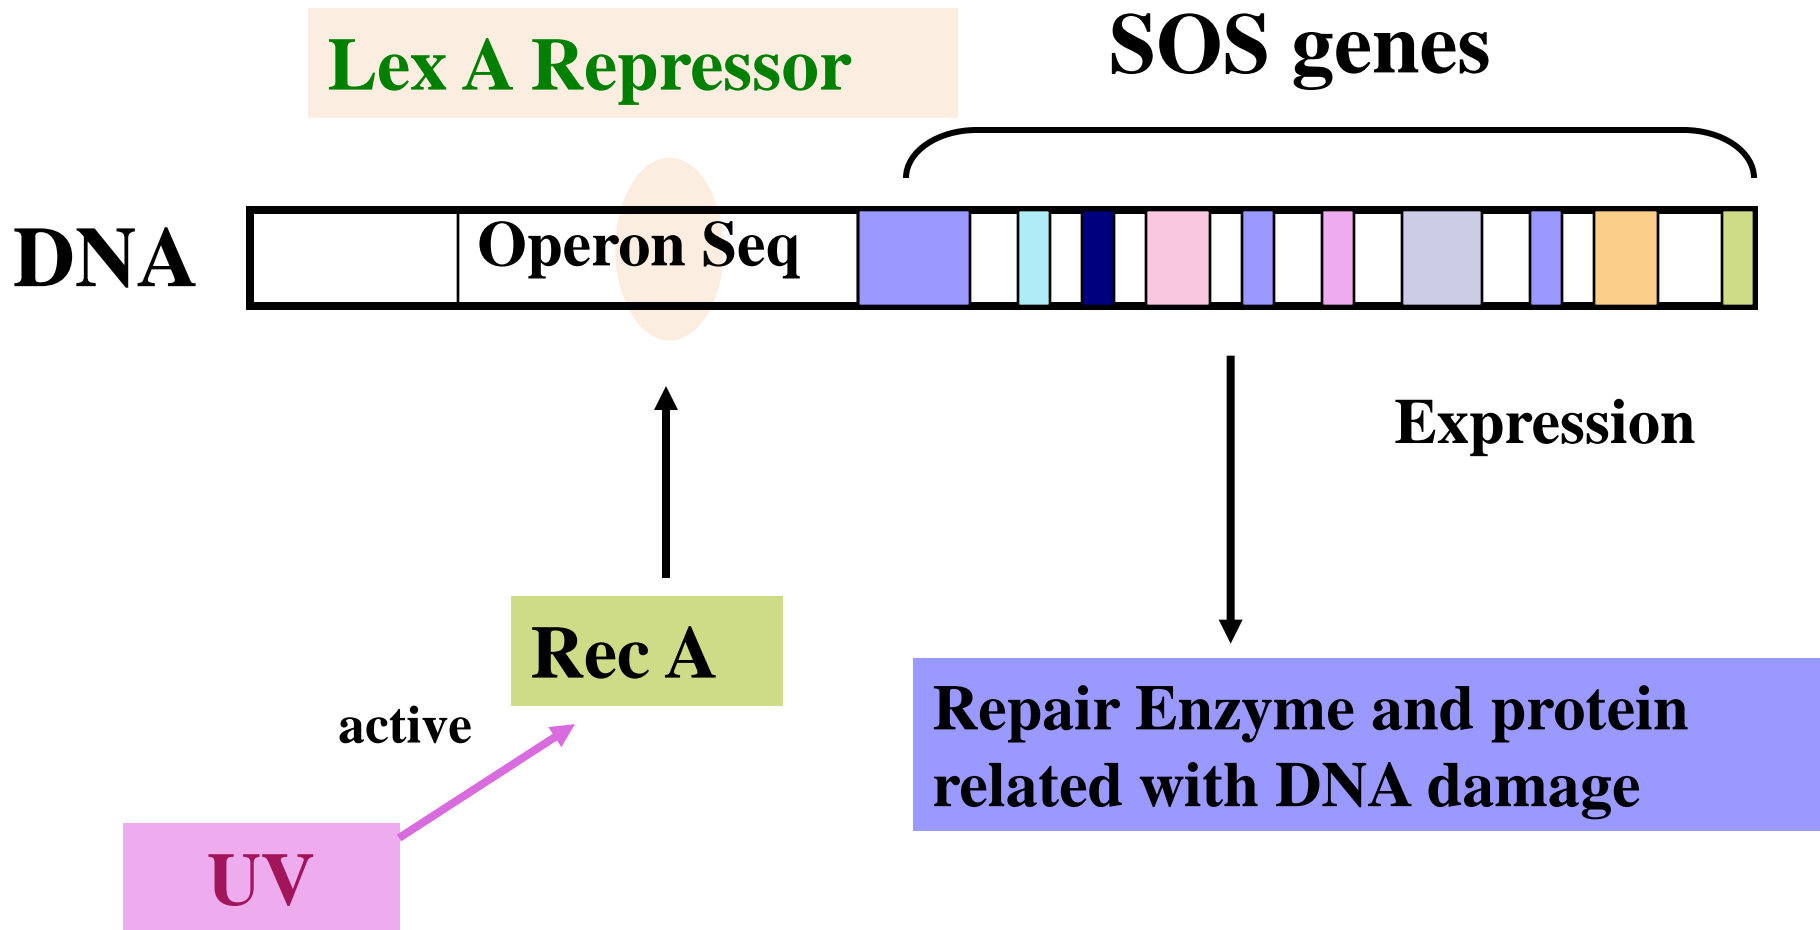 Lex A Repressor
SOS genes
DNA
Operon Seq
Expression
Rec A
active
Repair Enzyme and protein
related with DNA damage
UV